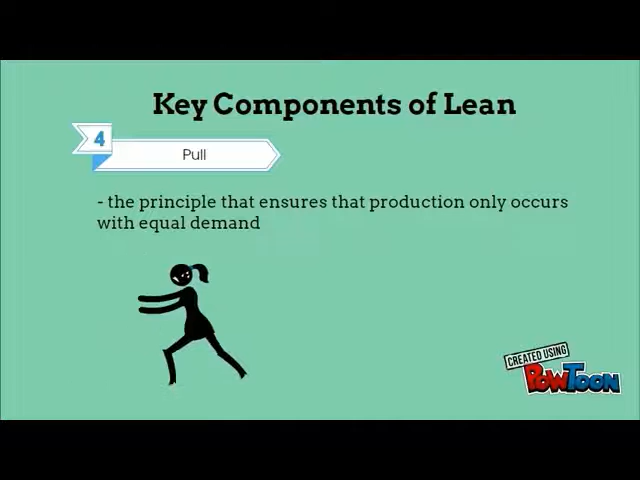 Key Components of Lean
4
Pull
- the principle that ensures that production only occurs
with equal demand
CREATED USING
POWTOON